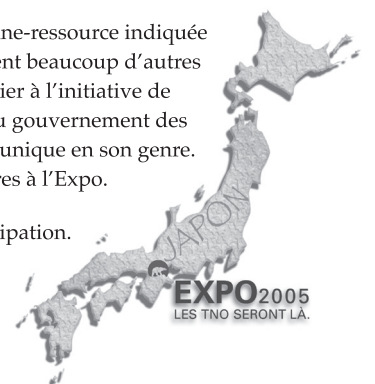 ne-ressource indiquée
ent beaucoup d’autres
ier à l’initiative de
u gouvernement des
unique en son genre.
res à l’Expo.
ipation.
JAPON
EXPO2005
LES TNO SERONT LÀ.